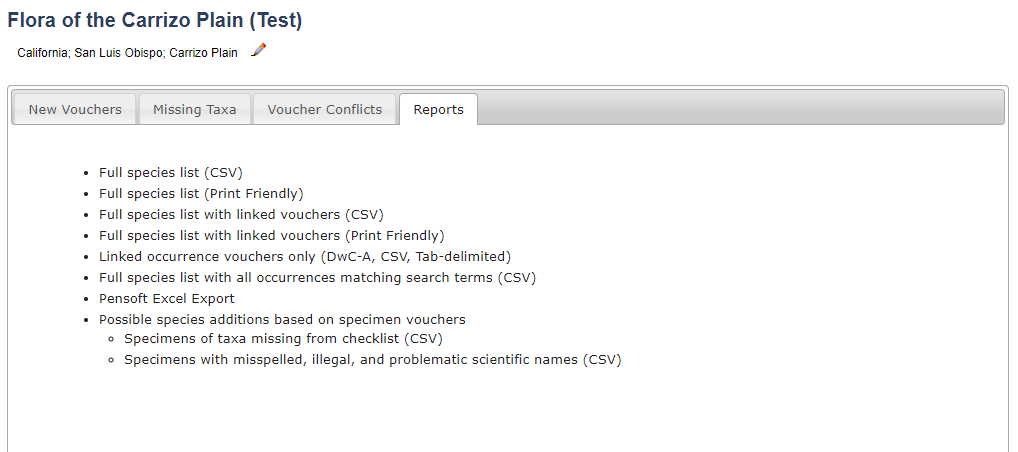 Flora of the Carrizo Plain (Test)
California; San Luis Obispo; Carrizo Plain
New Vouchers Missing Taxa Voucher Conflicts Reports
• Full species list (CSV)
• Full species list (Print Friendly)
• Full species list with linked vouchers (CSV)
• Full species list with linked vouchers (Print Friendly)
• Linked occurrence vouchers only (DwC-A, CSV, Tab-delimited)
• Full species list with all occurrences matching search terms (CSV)
• Pensoft Excel Export
• Possible species additions based on specimen vouchers
◦ Specimens of taxa missing from checklist (CSV)
◦ Specimens with misspelled, illegal, and problematic scientific names (CSV)